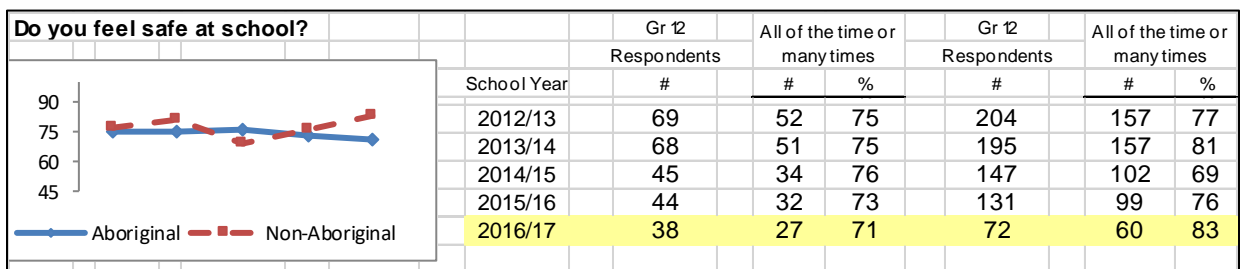 Do you feel safe at school?
Gr 12 All of the time or Gr 12 All of the time or
Respondents many times Respondents many times
School Year # # % # # %
90
75
60
45
Aboriginal Non-Aboriginal
2012/13 69 52 75 204 157 77
2013/14 68 51 75 195 157 81
2014/15 45 34 76 147 102 69
2015/16 44 32 73 131 99 76
2016/17 38 27 71 72 60 83